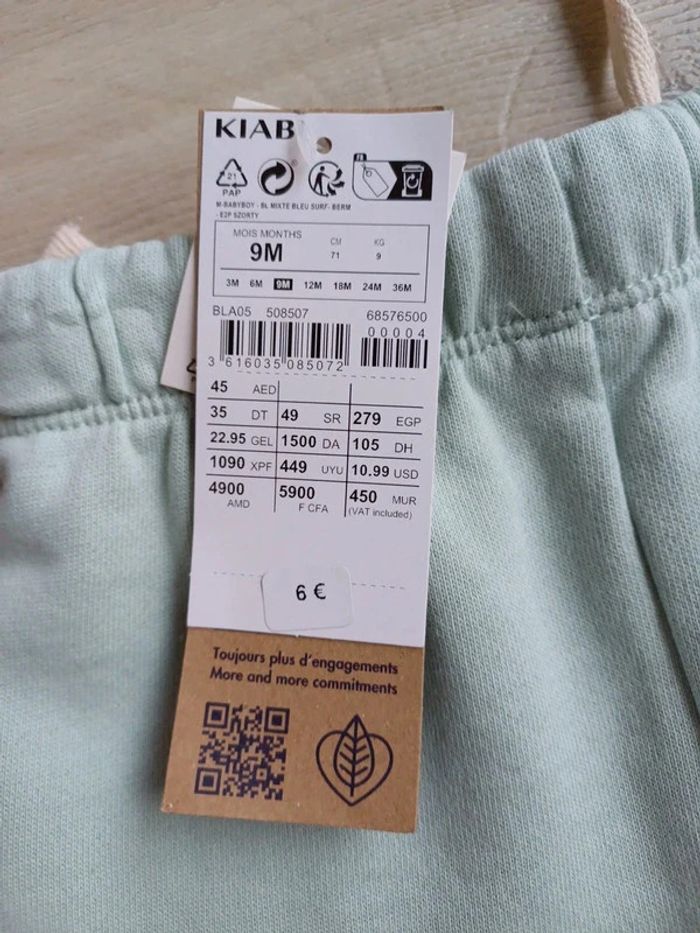 KIAB
21
PAP
FR
M-BABYBOY - BL MIXTE BLEU SURF- BERM
- E2P SZORTY
MOIS MONTHS CM KG
9M 71 9
3M 6M 9M 12M 18M 24M 36M
BLA05 508507 68576500
00004
3 616035 085072
45 AED
35 DT 49 SR 279 EGP
22.95 GEL 1500 DA 105 DH
1090 XPF 449 UYU 10.99 USD
4900 AMD 5900 F CFA 450 MUR
(VAT included)
6 €
Toujours plus d'engagements
More and more commitments